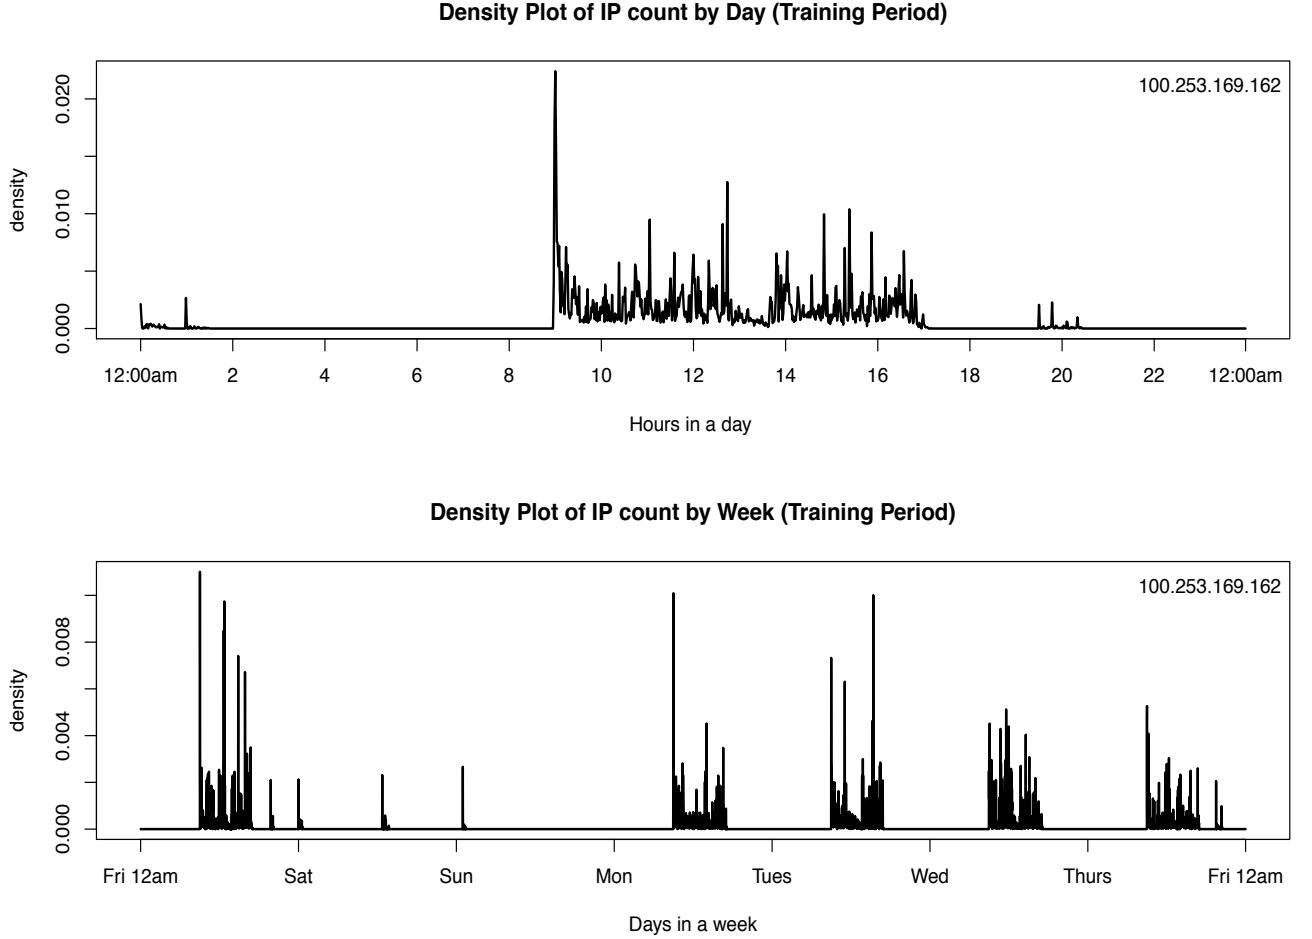 Density Plot of IP count by Day (Training Period)
100.253.169.162
density
0.020
0.010
0.000
12:00am 2 4 6 8 10 12 14 16 18 20 22 12:00am
Hours in a day
Density Plot of IP count by Week (Training Period)
100.253.169.162
density
0.008
0.004
0.000
Fri 12am Sat Sun Mon Tues Wed Thurs Fri 12am
Days in a week